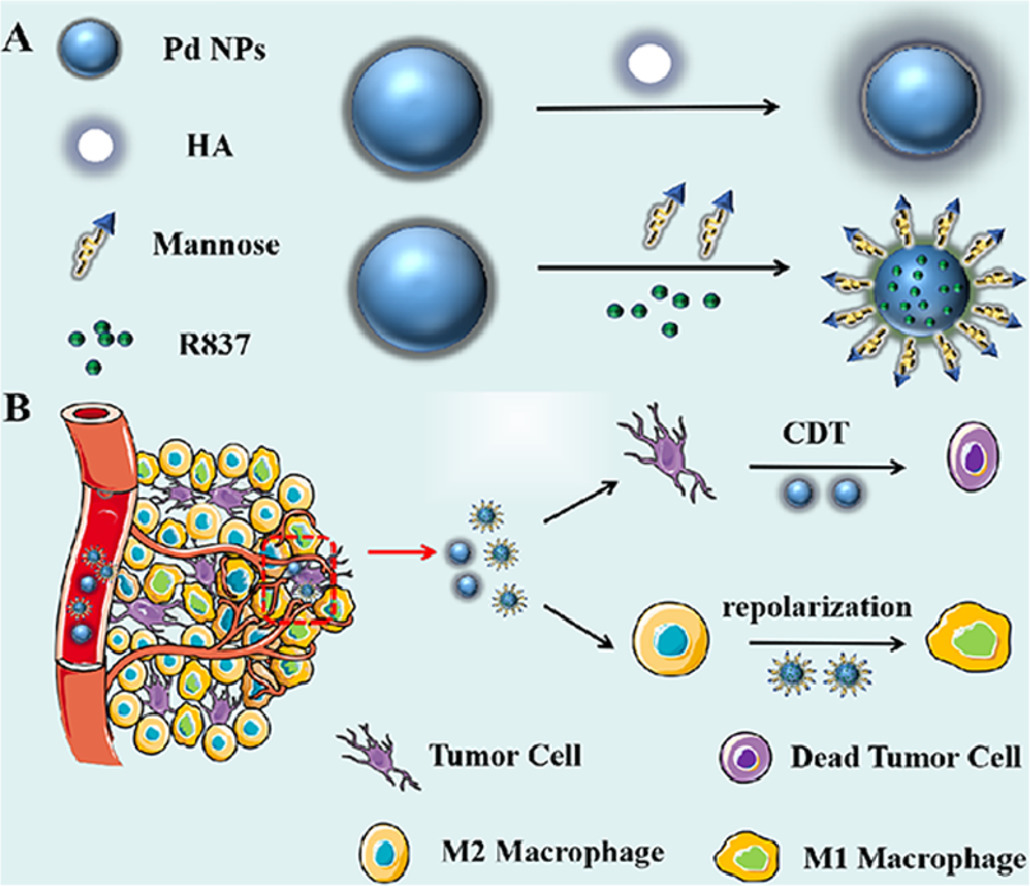 A
Pd NPs
HA
Mannose
R837
B
CDT
repolarization
Tumor Cell
Dead Tumor Cell
M2 Macrophage
M1 Macrophage